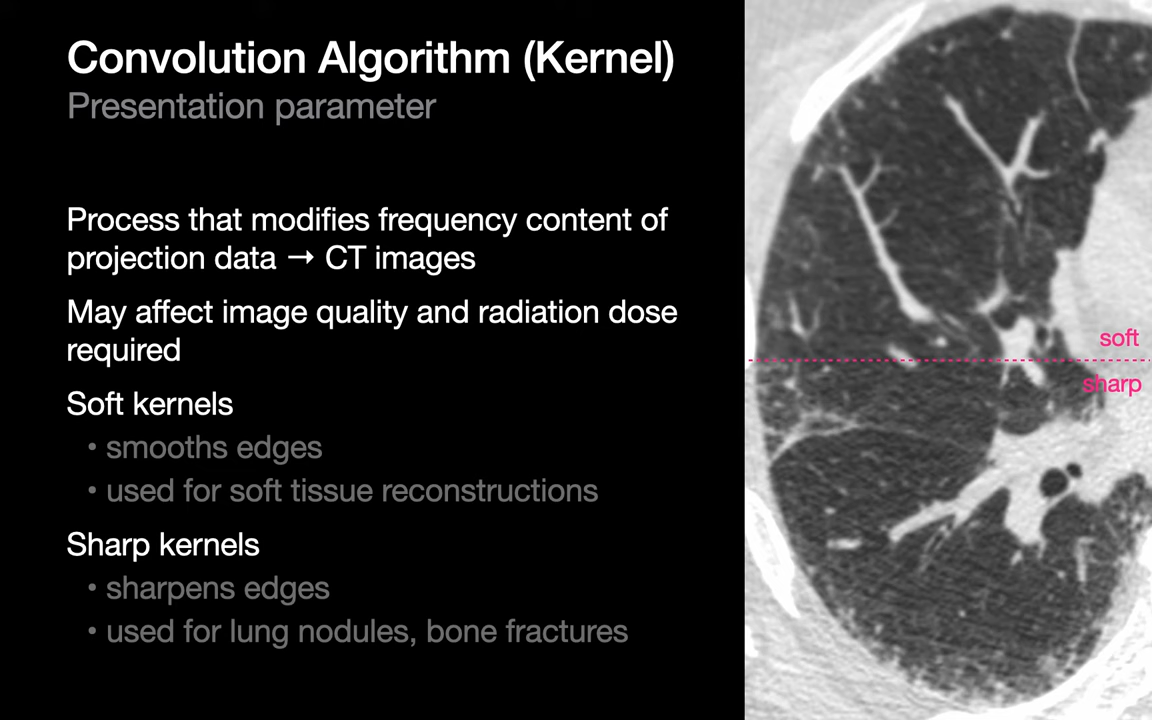 Convolution Algorithm (Kernel)
Presentation parameter
Process that modifies frequency content of
projection data → CT images
May affect image quality and radiation dose
required
Soft kernels
• smooths edges
• used for soft tissue reconstructions
Sharp kernels
• sharpens edges
• used for lung nodules, bone fractures
soft
sharp